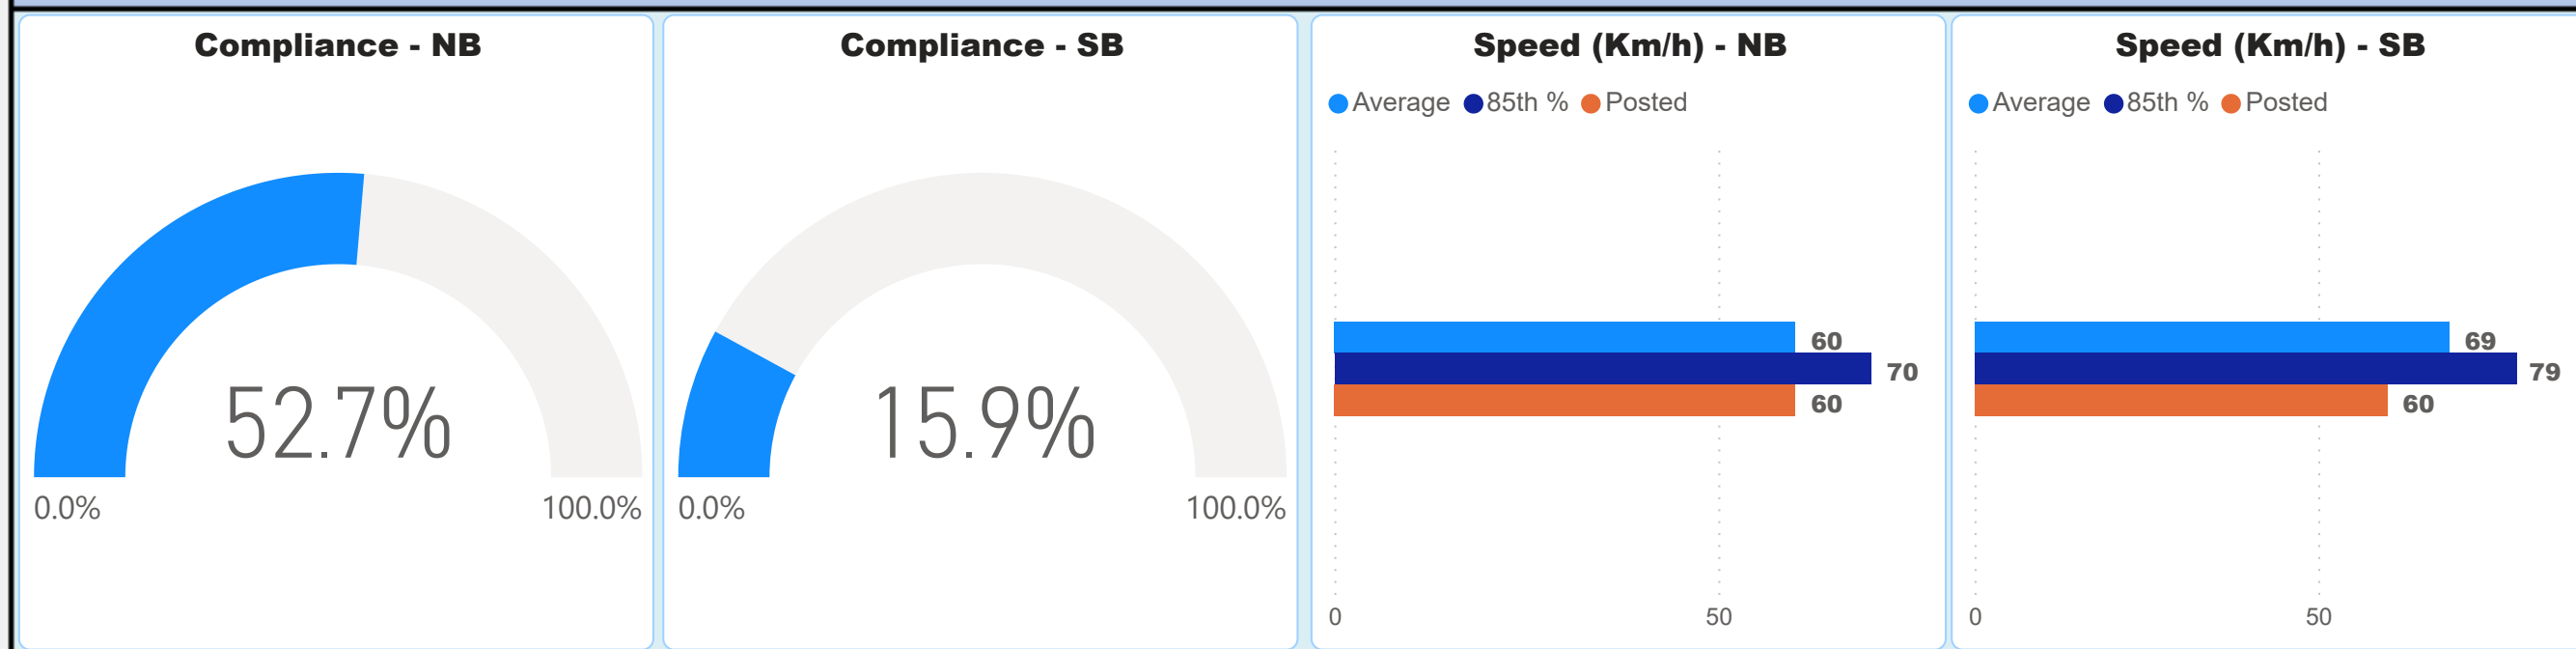 Compliance - NB
52.7%
0.0%
100.0%
Compliance - SB
15.9%
0.0%
100.0%
Speed (Km/h) - NB
Average 85th % Posted
60
70
60
0
50
Speed (Km/h) - SB
Average 85th % Posted
69
79
60
0
50